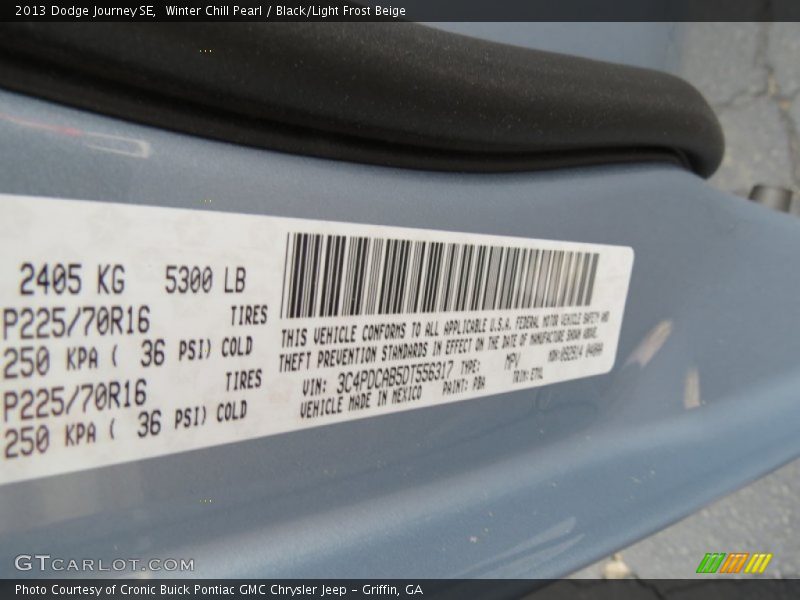 2013 Dodge Journey SE, Winter Chill Pearl / Black/Light Frost Beige
2405 KG 5300 LB
P225/70R16 TIRES
250 KPA ( 36 PSI) COLD
P225/70R16 TIRES
250 KPA ( 36 PSI) COLD
THIS VEHICLE CONFORMS TO ALL APPLICABLE U.S.A. FEDERAL MOTOR VEHICLE SAFETY AND
THEFT PREVENTION STANDARDS IN EFFECT ON THE DATE OF MANUFACTURE SHOWN ABOVE.
VIN: 3C4PDCAB5DT556317 TYPE: MPV
VEHICLE MADE IN MEXICO PAINT: PBA TRIM:
GTCARLOT.COM
Photo Courtesy of Cronic Buick Pontiac GMC Chrysler Jeep – Griffin, GA